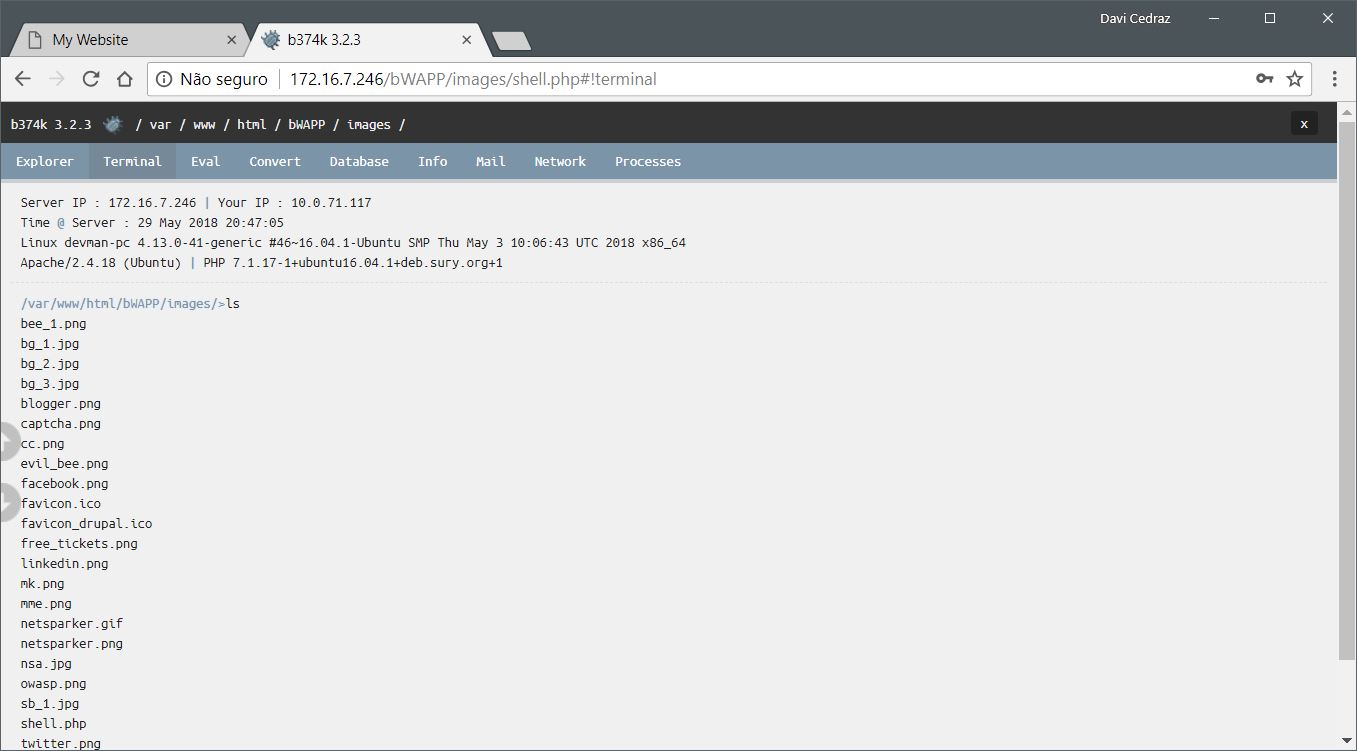 Davi Cedraz
My Website
b374k 3.2.3
Não seguro
172.16.7.246/bWAPP/images/shell.php#!terminal
b374k 3.2.3 / var / www / html / bWAPP / images / x
Explorer Terminal Eval Convert Database Info Mail Network Processes
Server IP : 172.16.7.246 | Your IP : 10.0.71.117
Time @ Server : 29 May 2018 20:47:05
Linux devman-pc 4.13.0-41-generic #46~16.04.1-Ubuntu SMP Thu May 3 10:06:43 UTC 2018 x86_64
Apache/2.4.18 (Ubuntu) | PHP 7.1.17-1+ubuntu16.04.1+deb.sury.org+1
/var/www/html/bWAPP/images/>ls
bee_1.png
bg_1.jpg
bg_2.jpg
bg_3.jpg
blogger.png
captcha.png
cc.png
evil_bee.png
facebook.png
favicon.ico
favicon_drupal.ico
free_tickets.png
linkedin.png
mk.png
mme.png
netsparker.gif
netsparker.png
nsa.jpg
owasp.png
sb_1.jpg
shell.php
twitter.png